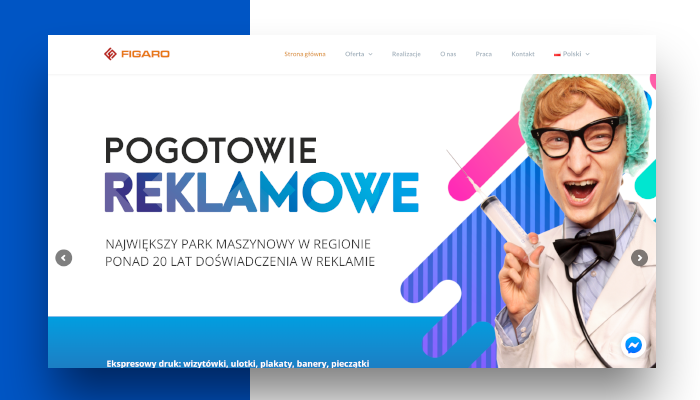 FIGARO
Strona główna Oferta Realizacje O nas Praca Kontakt Polski
POGOTOWIE
REKLAMOWE
NAJWIĘKSZY PARK MASZYNOWY W REGIONIE
PONAD 20 LAT DOŚWIADCZENIA W REKLAMIE
Ekspresowy druk: wizytówki, ulotki, plakaty, banery, pieczątki